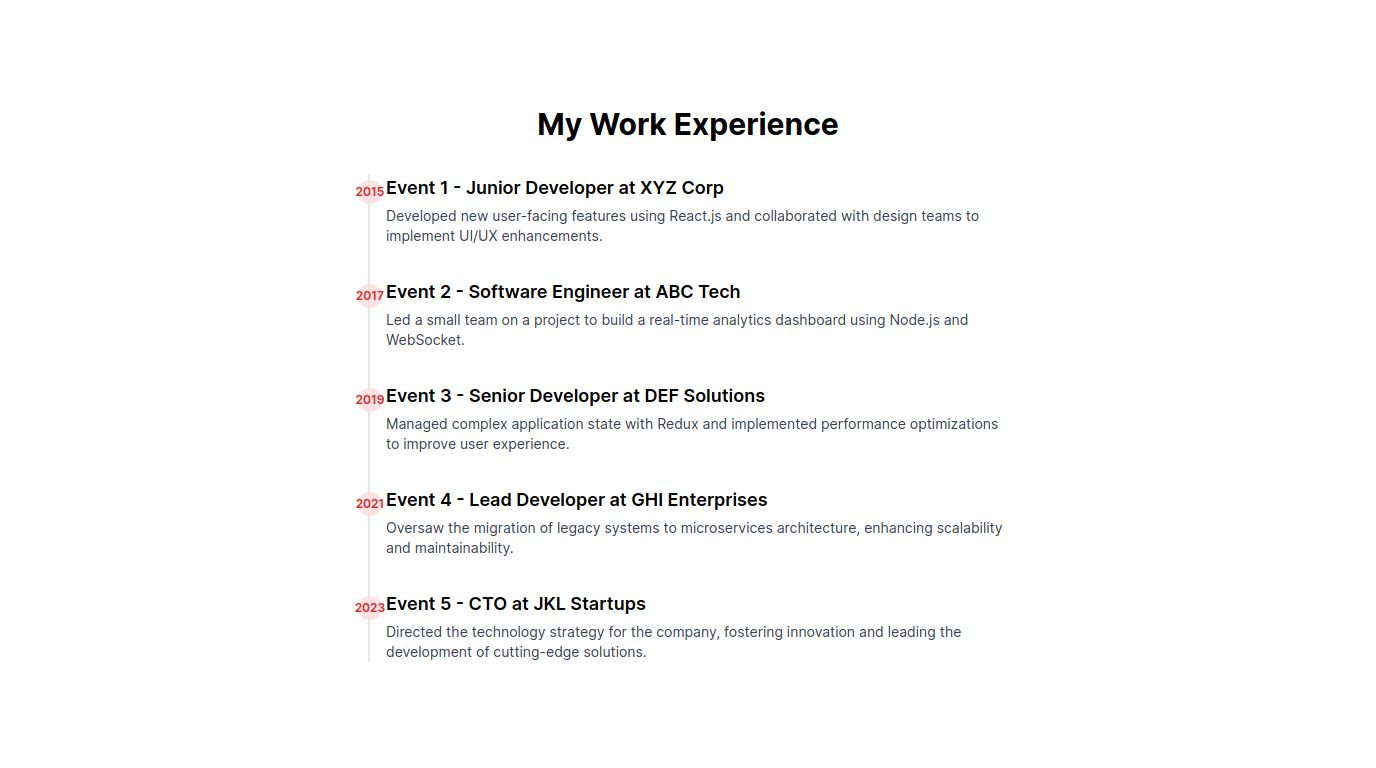 My Work Experience
2015 Event 1 - Junior Developer at XYZ Corp
Developed new user-facing features using React.js and collaborated with design teams to
implement UI/UX enhancements.
2017 Event 2 - Software Engineer at ABC Tech
Led a small team on a project to build a real-time analytics dashboard using Node.js and
WebSocket.
2019 Event 3 - Senior Developer at DEF Solutions
Managed complex application state with Redux and implemented performance optimizations
to improve user experience.
2021 Event 4 - Lead Developer at GHI Enterprises
Oversaw the migration of legacy systems to microservices architecture, enhancing scalability
and maintainability.
2023 Event 5 - CTO at JKL Startups
Directed the technology strategy for the company, fostering innovation and leading the
development of cutting-edge solutions.